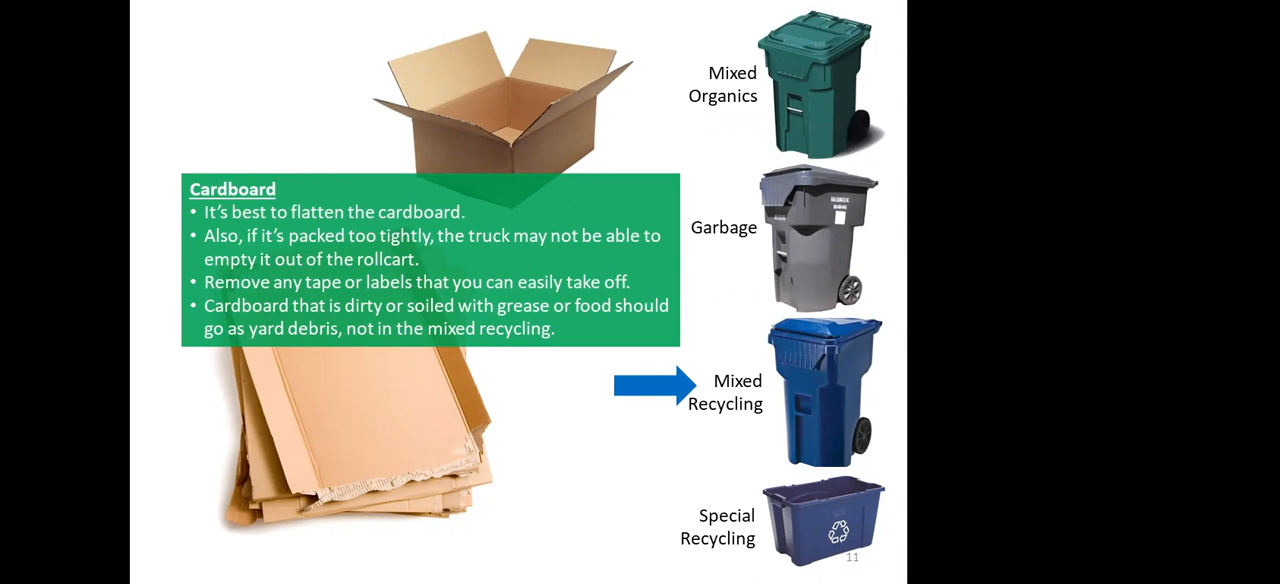 Mixed
Organics
Cardboard
• It's best to flatten the cardboard.
• Also, if it's packed too tightly, the truck may not be able to
empty it out of the rollcart.
• Remove any tape or labels that you can easily take off.
• Cardboard that is dirty or soiled with grease or food should
go as yard debris, not in the mixed recycling.
Garbage
Mixed
Recycling
Special
Recycling
11